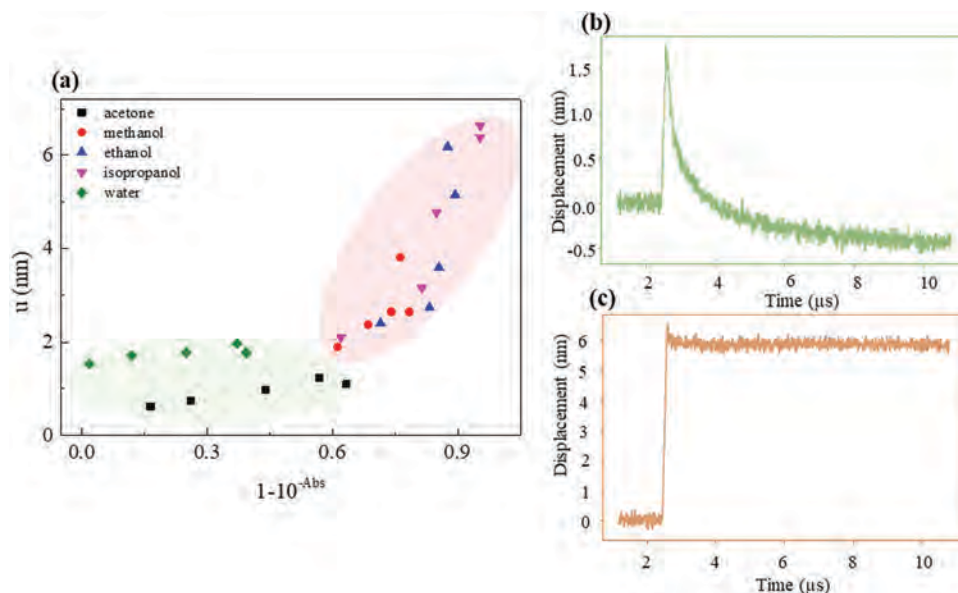 (a)
acetone
methanol
ethanol
isopropanol
water
u (nm)
6
4
2
0
0.0 0.3 0.6 0.9
1-10-Abs
(b)
Displacement (nm)
1.5
1.0
0.5
0.0
-0.5
2 4 6 8 10
Time (μs)
(c)
Displacement (nm)
6
5
4
3
2
1
0
2 4 6 8 10
Time (μs)